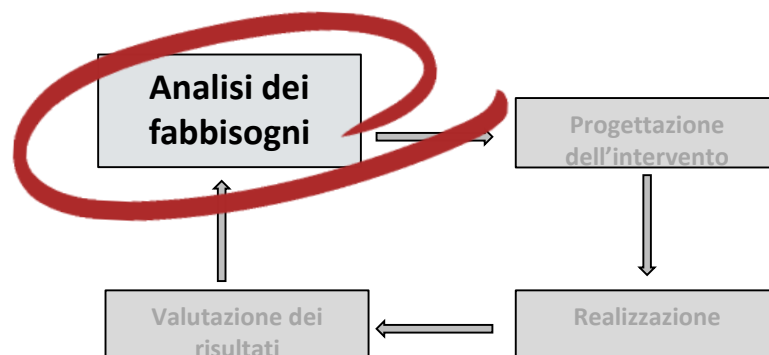 Analisi dei
fabbisogni
Progettazione
dell’intervento
Valutazione dei
risultati
Realizzazione